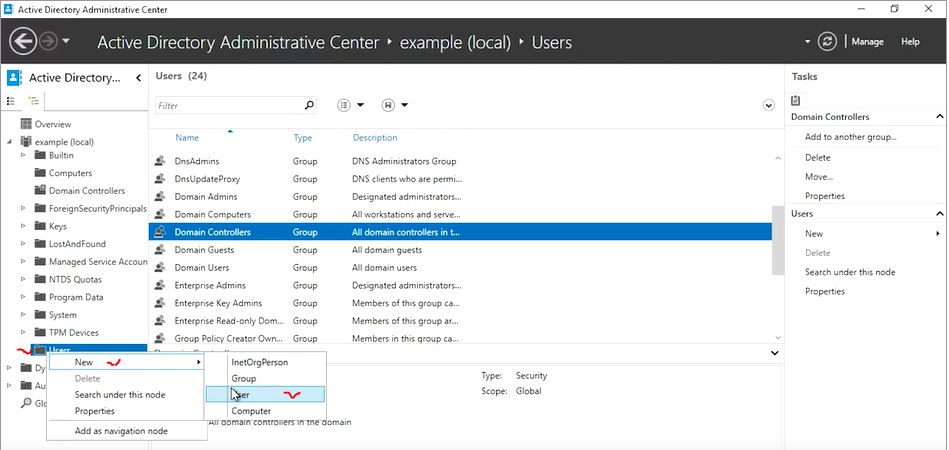 Active Directory Administrative Center
Active Directory Administrative Center • example (local) • Users
Manage
Help
Active Directory...
Overview
example (local)
Builtin
Computers
Domain Controllers
ForeignSecurityPrincipals
Keys
LostAndFound
Managed Service Accoun
NTDS Quotas
Program Data
System
TPM Devices
Users
Dy
Au
Glo
Users (24)
Filter
Name Type Description
DnsAdmins Group DNS Administrators Group
DnsUpdateProxy Group DNS clients who are permi...
Domain Admins Group Designated administrators...
Domain Computers Group All workstations and serve...
Domain Controllers Group All domain controllers in t...
Domain Guests Group All domain guests
Domain Users Group All domain users
Enterprise Admins Group Designated administrators...
Enterprise Key Admins Group Members of this group ca...
Enterprise Read-only Dom... Group Members of this group ar...
Group Policy Creator Own... Group Members in this group ca...
New
Delete
Search under this node
Properties
Add as navigation node
InetOrgPerson
Group
User
Computer
Type: Security
Scope: Global
All domain controllers in the domain
Tasks
Domain Controllers
Add to another group...
Delete
Move...
Properties
Users
New
Delete
Search under this node
Properties